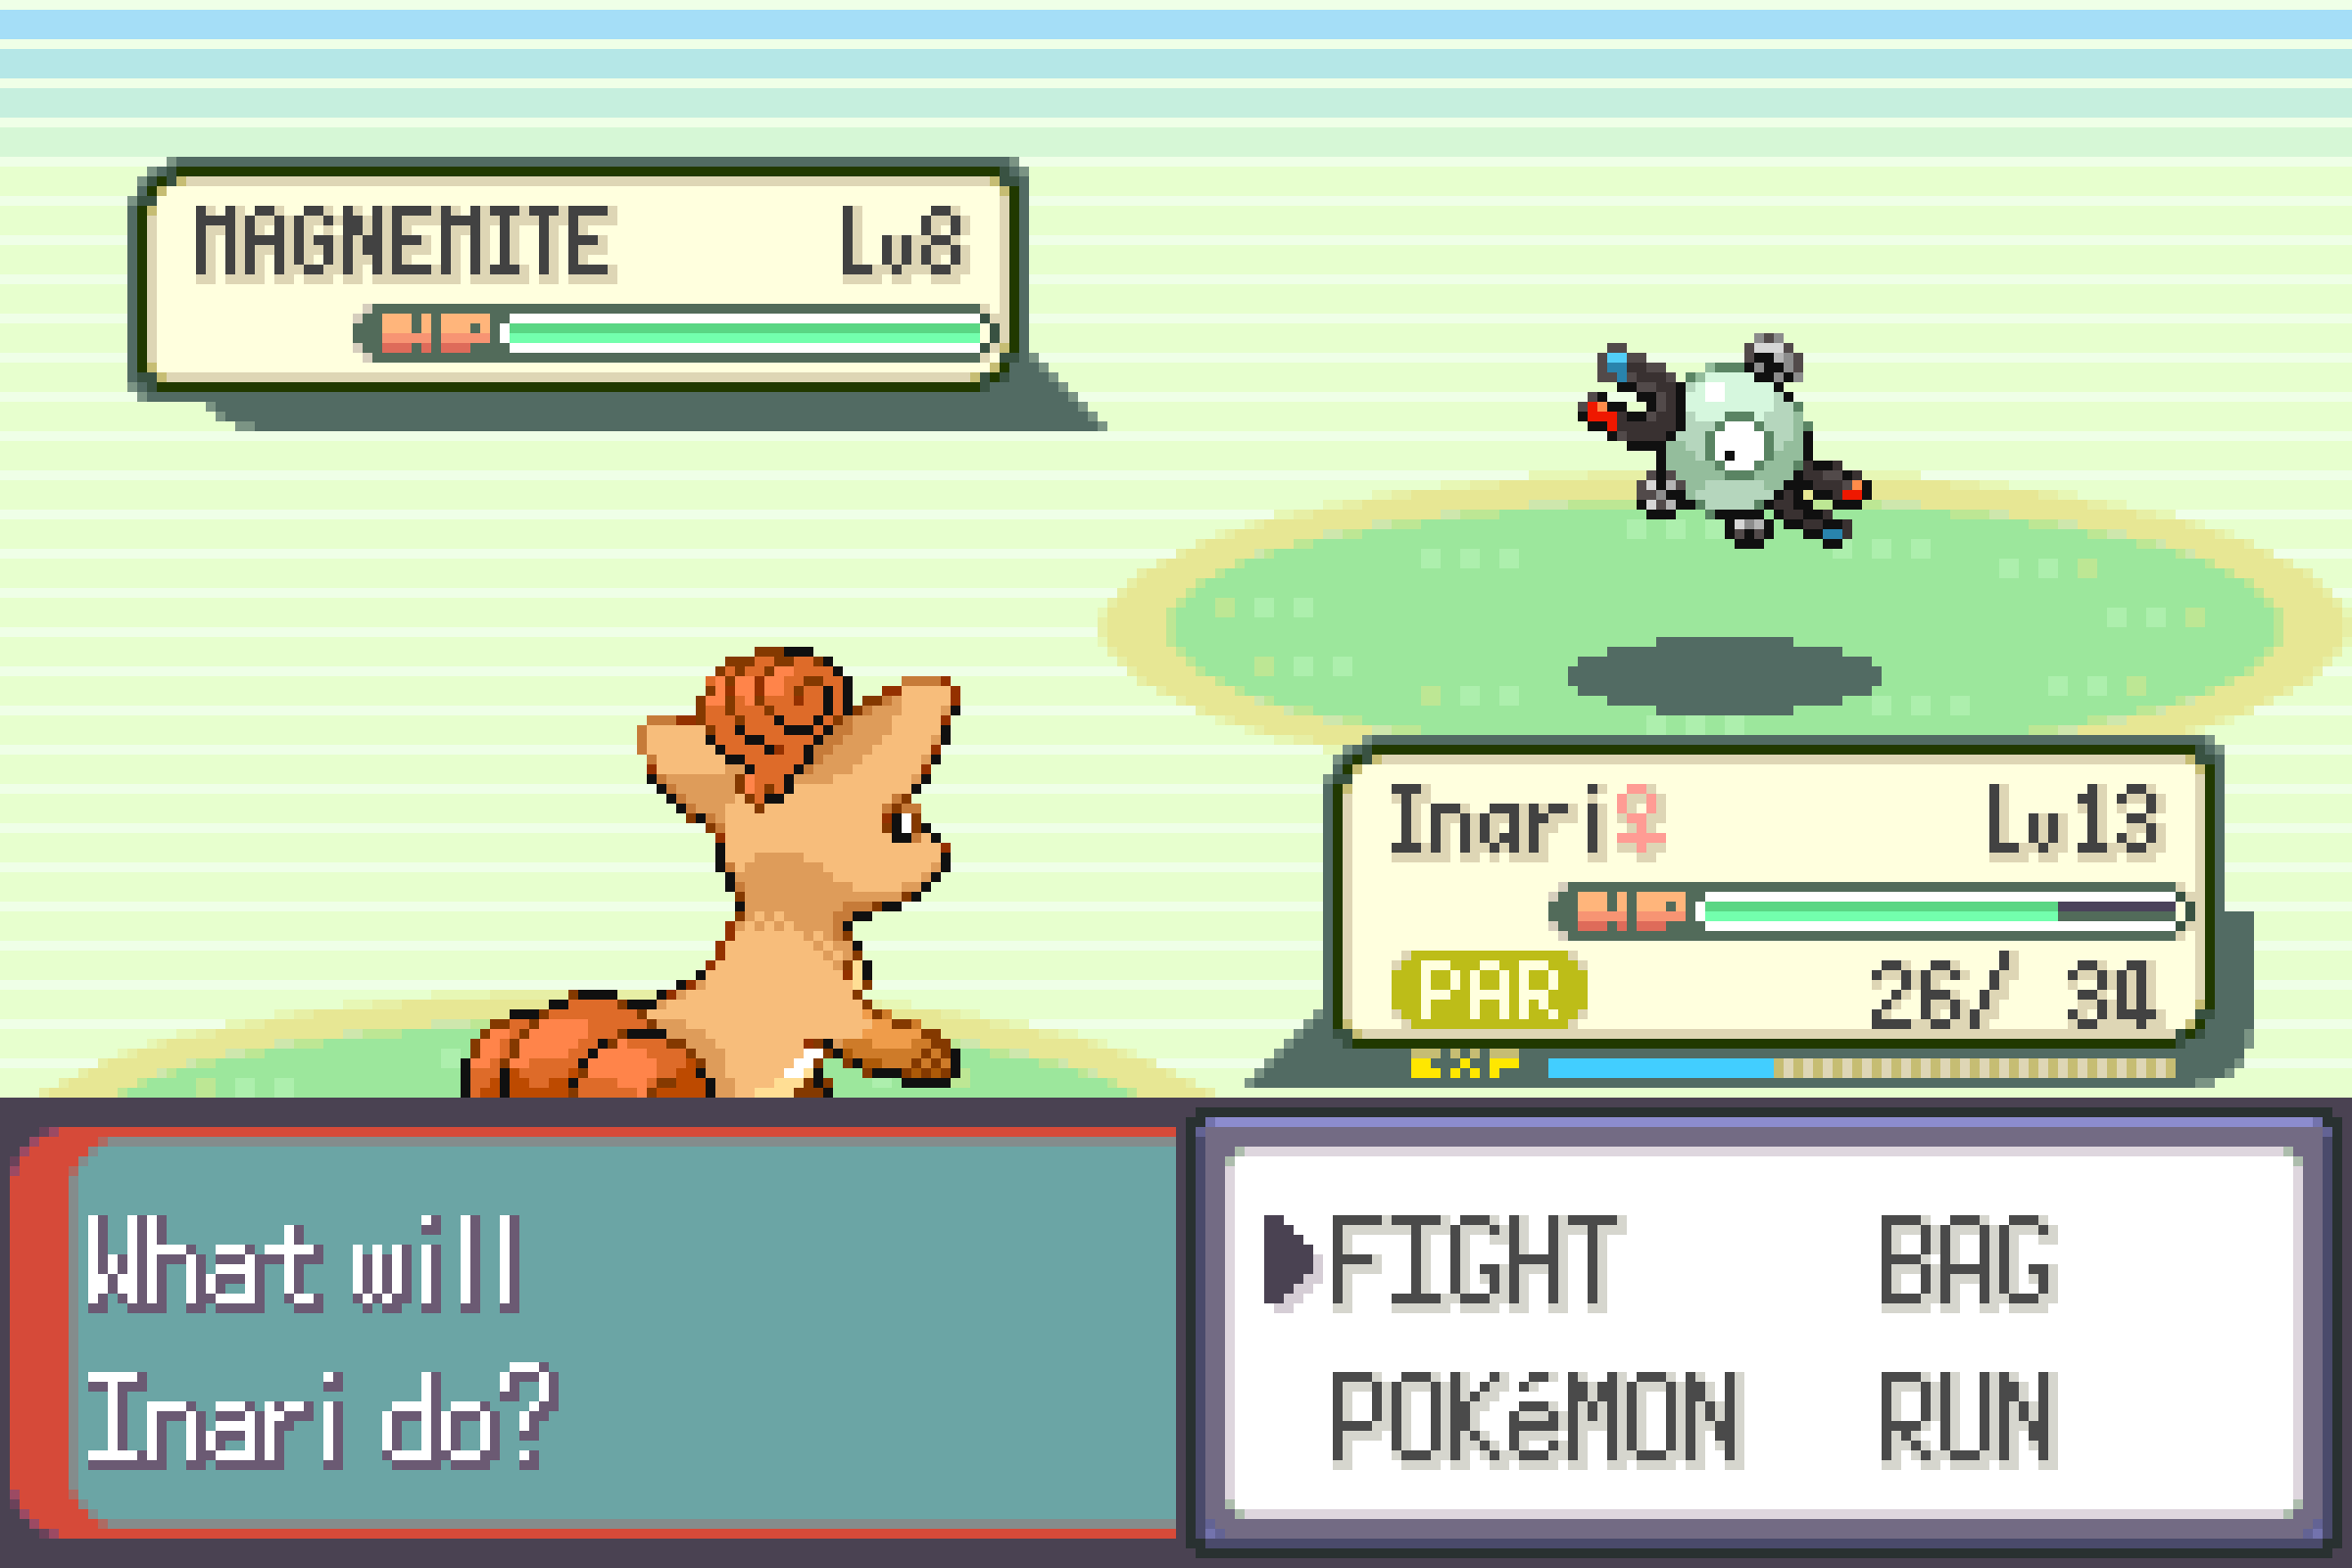 MAGNEMITE Lv8
HP
Inari♀ Lv13
HP
PAR 26/ 34
EXP
What will
Inari do?
FIGHT BAG
POKéMON RUN